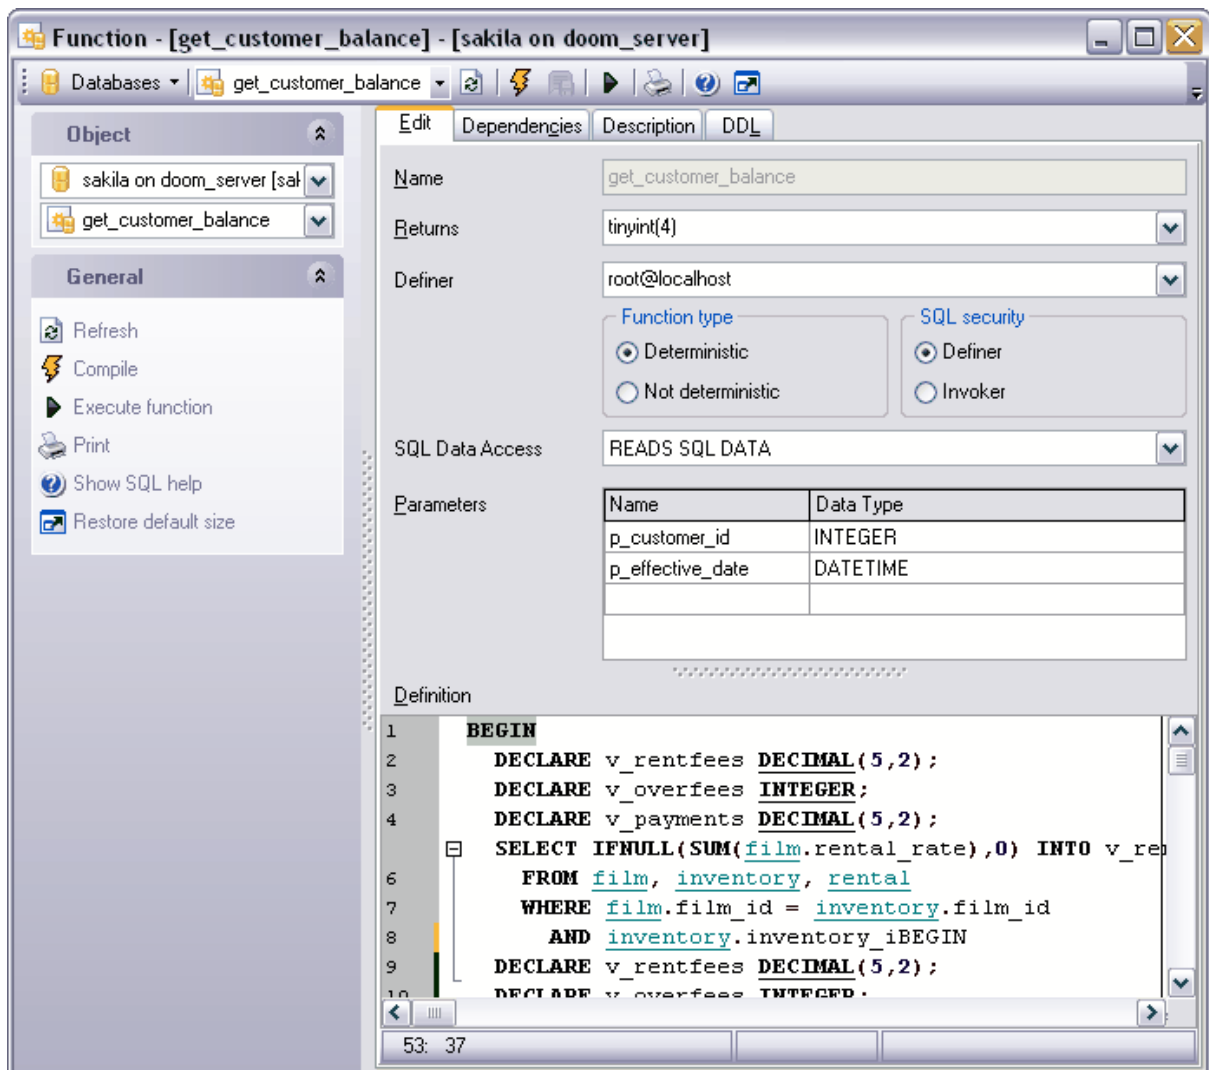 Function - [get_customer_balance] - [sakila on doom_server]
Databases get_customer_balance
Object
sakila on doom_server [sal
get_customer_balance
General
Refresh
Compile
Execute function
Print
Show SQL help
Restore default size
Edit Dependencies Description DDL
Name get_customer_balance
Returns tinyint(4)
Definer root@localhost
Function type SQL security
Deterministic Definer
Not deterministic Invoker
SQL Data Access READS SQL DATA
Parameters Name Data Type
p_customer_id INTEGER
p_effective_date DATETIME
Definition
1 BEGIN
2 DECLARE v_rentfees DECIMAL(5,2);
3 DECLARE v_overfees INTEGER;
4 DECLARE v_payments DECIMAL(5,2);
SELECT IFNULL(SUM(film.rental_rate),0) INTO v_re
6 FROM film, inventory, rental
7 WHERE film.film_id = inventory.film_id
8 AND inventory.inventory_iBEGIN
9 DECLARE v_rentfees DECIMAL(5,2);
10 DECLARE v_overfees INTEGER;
53: 37